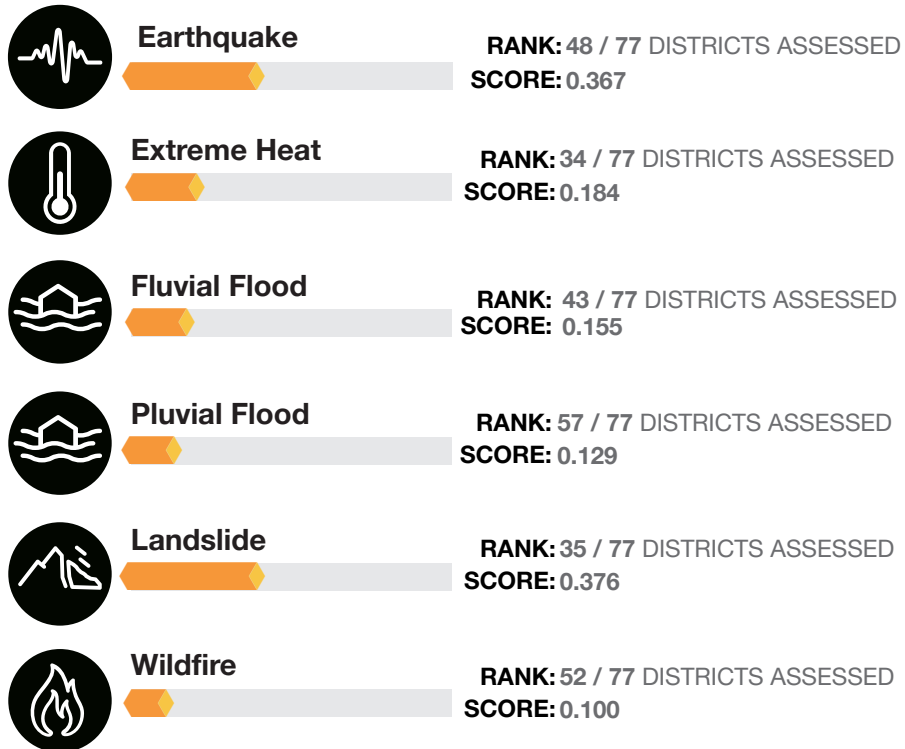 Earthquake
RANK: 48 / 77 DISTRICTS ASSESSED
SCORE: 0.367
Extreme Heat
RANK: 34 / 77 DISTRICTS ASSESSED
SCORE: 0.184
Fluvial Flood
RANK: 43 / 77 DISTRICTS ASSESSED
SCORE: 0.155
Pluvial Flood
RANK: 57 / 77 DISTRICTS ASSESSED
SCORE: 0.129
Landslide
RANK: 35 / 77 DISTRICTS ASSESSED
SCORE: 0.376
Wildfire
RANK: 52 / 77 DISTRICTS ASSESSED
SCORE: 0.100